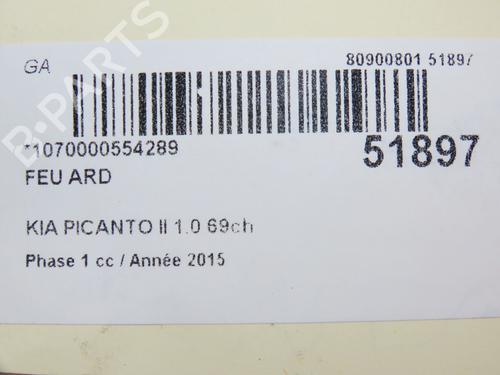 GA
80900801 51897
*1070000554289
51897
FEU ARD
KIA PICANTO II 1.0 69ch
Phase 1 cc / Année 2015
B-PARTS